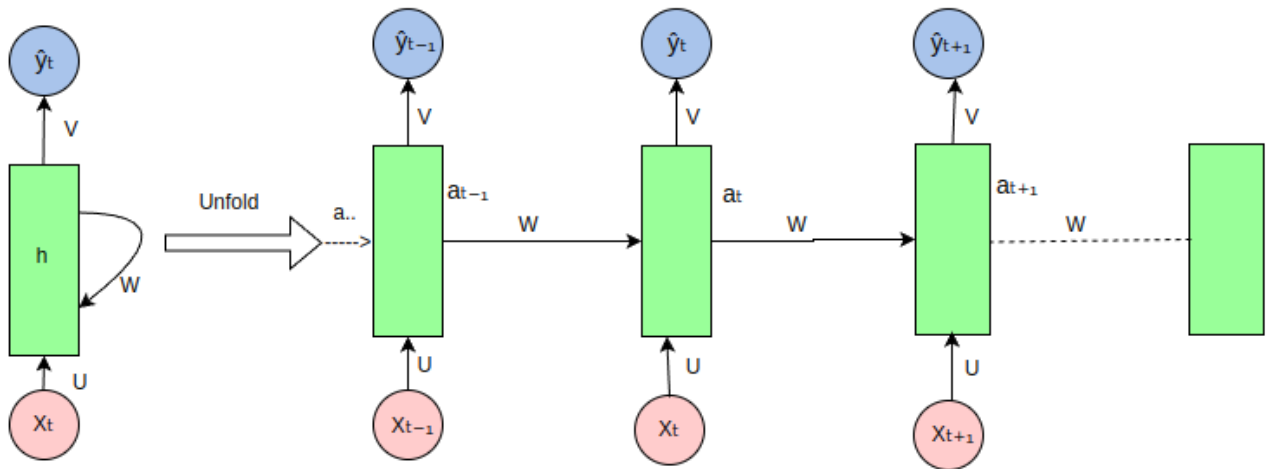 ŷₜ
V
h
W
U
Xₜ
Unfold
a..
ŷₜ₋₁
V
aₜ₋₁
W
U
Xₜ₋₁
ŷₜ
V
aₜ
W
U
Xₜ
ŷₜ₊₁
V
aₜ₊₁
W
U
Xₜ₊₁